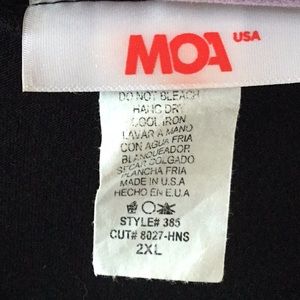 MOA USA
DO NOT BLEACH
HANG DRY
COOL IRON
LAVAR A MANO
CON AGUA FRIA
BLANQUEADOR
SECAR COLGADO
PLANCHA FRIA
MADE IN U.S.A
HECHO EN E.U.A
STYLE# 385
CUT# 8027-HNS
2XL